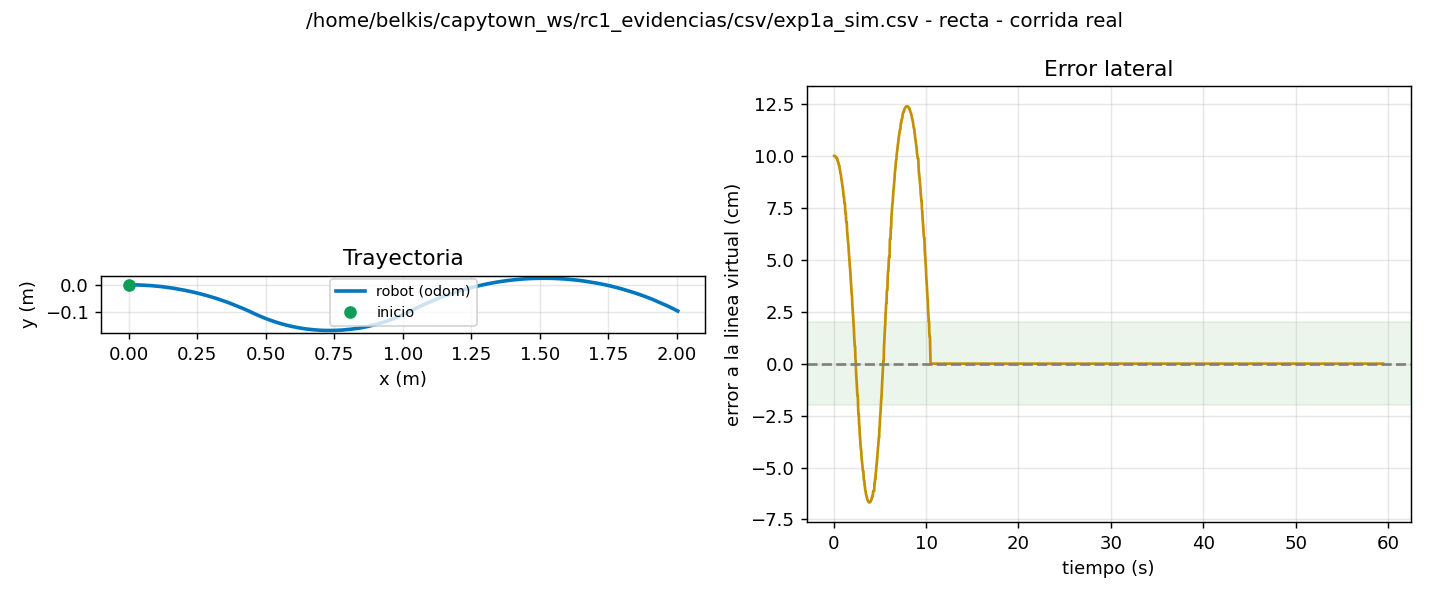 /home/belkis/capytown_ws/rc1_evidencias/csv/exp1a_sim.csv - recta - corrida real
Trayectoria
y (m)
0.0
−0.1
robot (odom)
inicio
0.00 0.25 0.50 0.75 1.00 1.25 1.50 1.75 2.00
x (m)
Error lateral
error a la linea virtual (cm)
12.5
10.0
7.5
5.0
2.5
0.0
−2.5
−5.0
−7.5
0 10 20 30 40 50 60
tiempo (s)